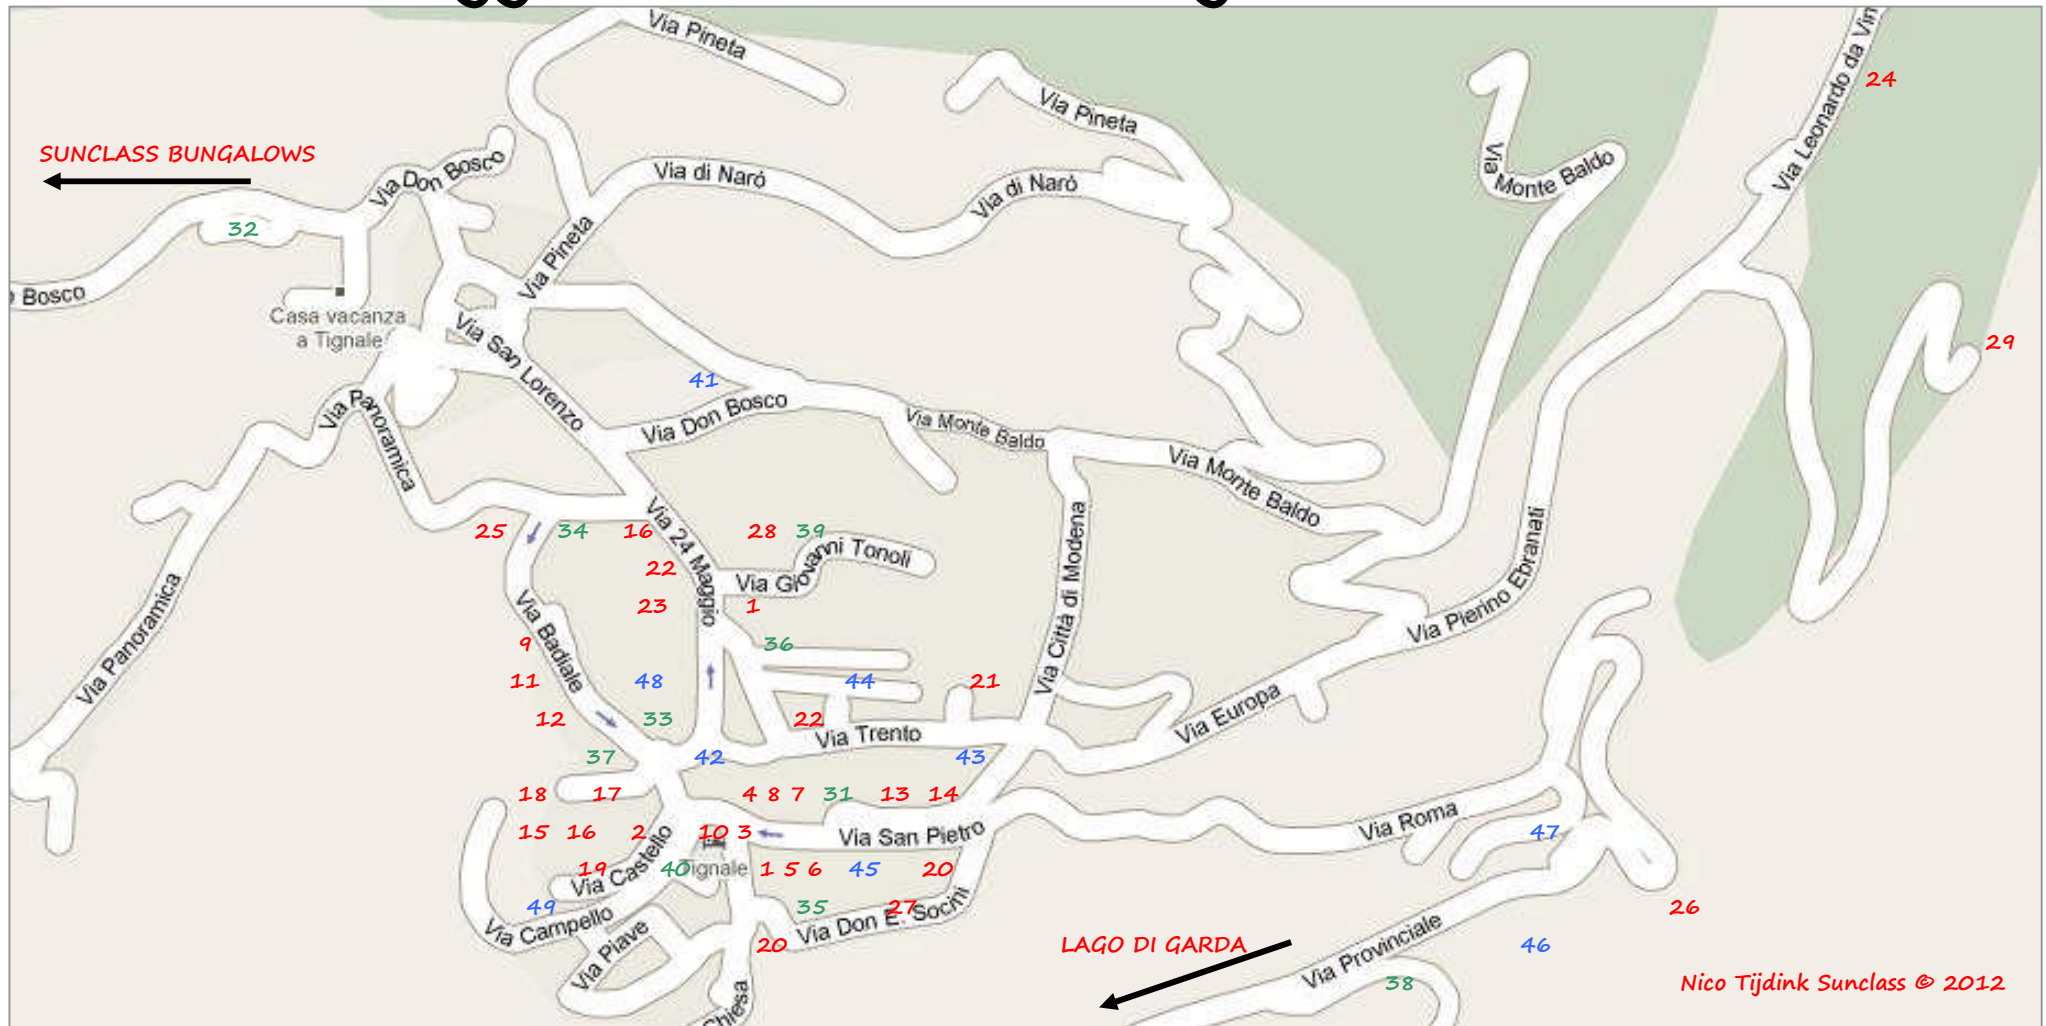 Via Pineta
24
Via Leonardo da Vin
Via Pineta
SUNCLASS BUNGALOWS
Via Don Bosco
Via di Narò
Via di Narò
Via Monte Baldo
32
Via Pineta
Bosco
Casa vacanza
a Tignale
Via San Lorenzo
29
41
Via Don Bosco
Via Panoramica
Via Monte Baldo
Via Monte Baldo
25
34
16
Via 24 Maggio
28
39
Via Giovanni Tonoli
22
23
1
Via Città di Modena
Via Pierino Ebranati
Via Panoramica
Via Badiale
9
36
11
48
44
21
12
33
22
Via Trento
Via Europa
37
42
43
18
17
4 8 7
31
13
14
15
16
2
10 3
Via San Pietro
Via Roma
47
19
Via Castello
40
Tignale
1 5 6
45
20
49
Via Campello
35
27
Via Don E. Socini
26
Via Piave
20
LAGO DI GARDA
Via Provinciale
46
38
Chiesa
Nico Tijdink Sunclass © 2012